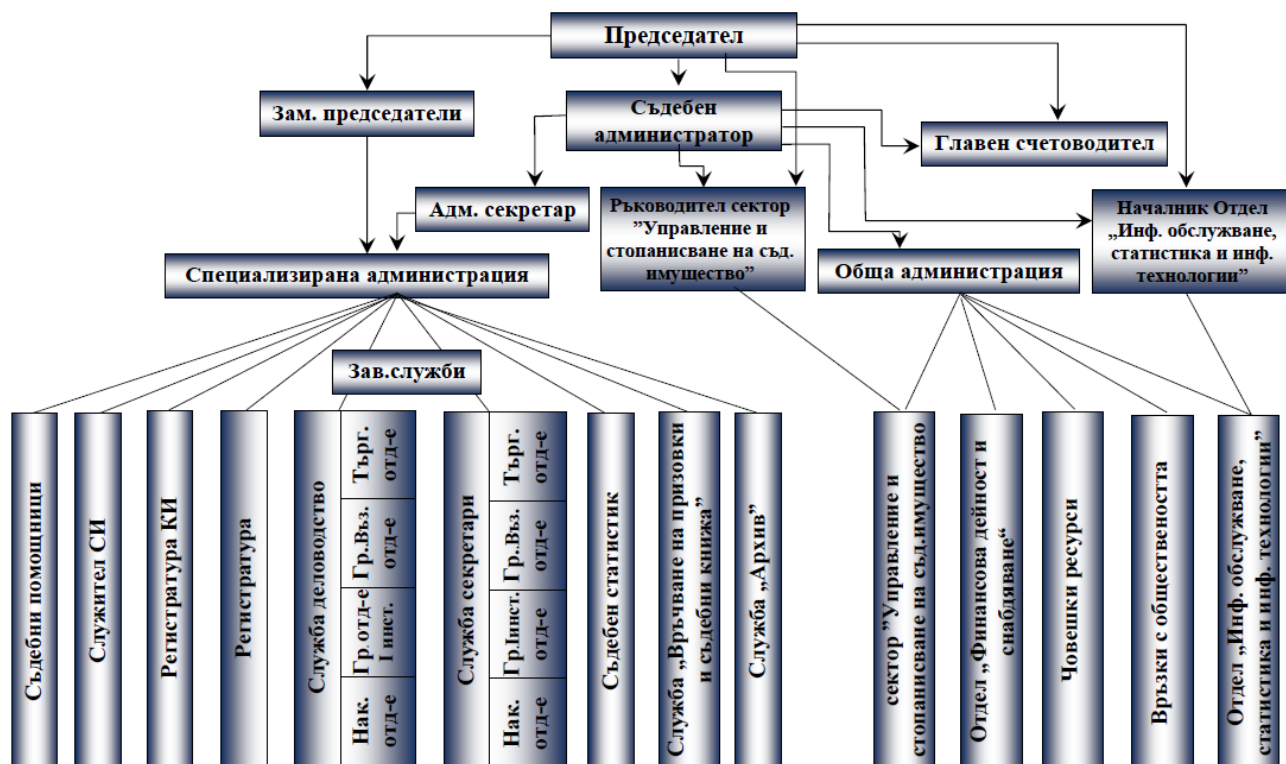 Председател
Зам. председатели
Съдебен
администратор
Главен счетоводител
Адм. секретар
Ръководител сектор
”Управление и
стопанисване на съд.
имущество”
Началник Отдел
„Инф. обслужване,
статистика и инф.
технологии”
Специализирана администрация
Обща администрация
Зав.служби
Съдебни помощници
Служител СИ
Регистратура КИ
Регистратура
Служба деловодство
Търг.
отд-е
Гр.Въз.
отд-е
Гр.отд-е
I инст.
Нак.
отд-е
Служба секретари
Търг.
отд-е
Гр.Въз.
отд-е
Гр.Iинст.
отд-е
Нак.
отд-е
Съдебен статистик
Служба „Връчване на призовки
и съдебни книжа”
Служба „Архив”
сектор ”Управление и
стопанисване на съд.имущество
Отдел „Финансова дейност и
снабдяване“
Човешки ресурси
Връзки с обществеността
Отдел „Инф. обслужване,
статистика и инф. технологии”